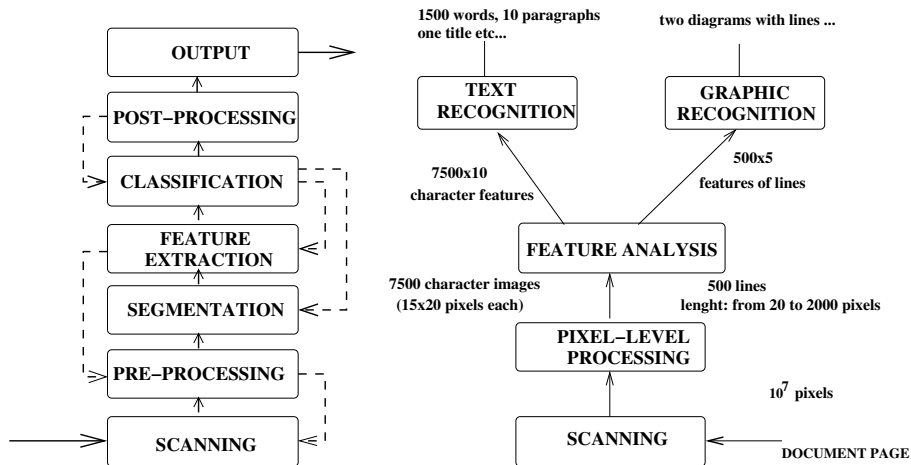 OUTPUT
POST-PROCESSING
CLASSIFICATION
FEATURE
EXTRACTION
SEGMENTATION
PRE-PROCESSING
SCANNING
1500 words, 10 paragraphs
one title etc...
two diagrams with lines ...
TEXT
RECOGNITION
GRAPHIC
RECOGNITION
7500x10
character features
500x5
features of lines
FEATURE ANALYSIS
7500 character images
(15x20 pixels each)
500 lines
lenght: from 20 to 2000 pixels
PIXEL-LEVEL
PROCESSING
10^7 pixels
SCANNING
DOCUMENT PAGE